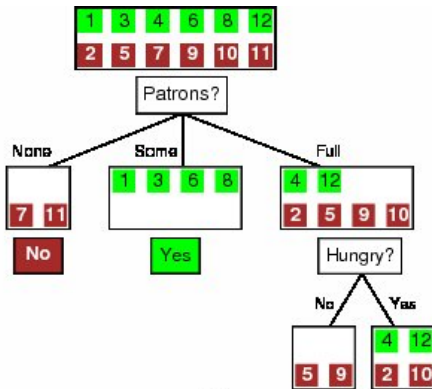 1 3 4 6 8 12
2 5 7 9 10 11
Patrons?
None Some Full
1 3 6 8 4 12
7 11 2 5 9 10
No Yes Hungry?
No Yes
4 12
5 9 2 10